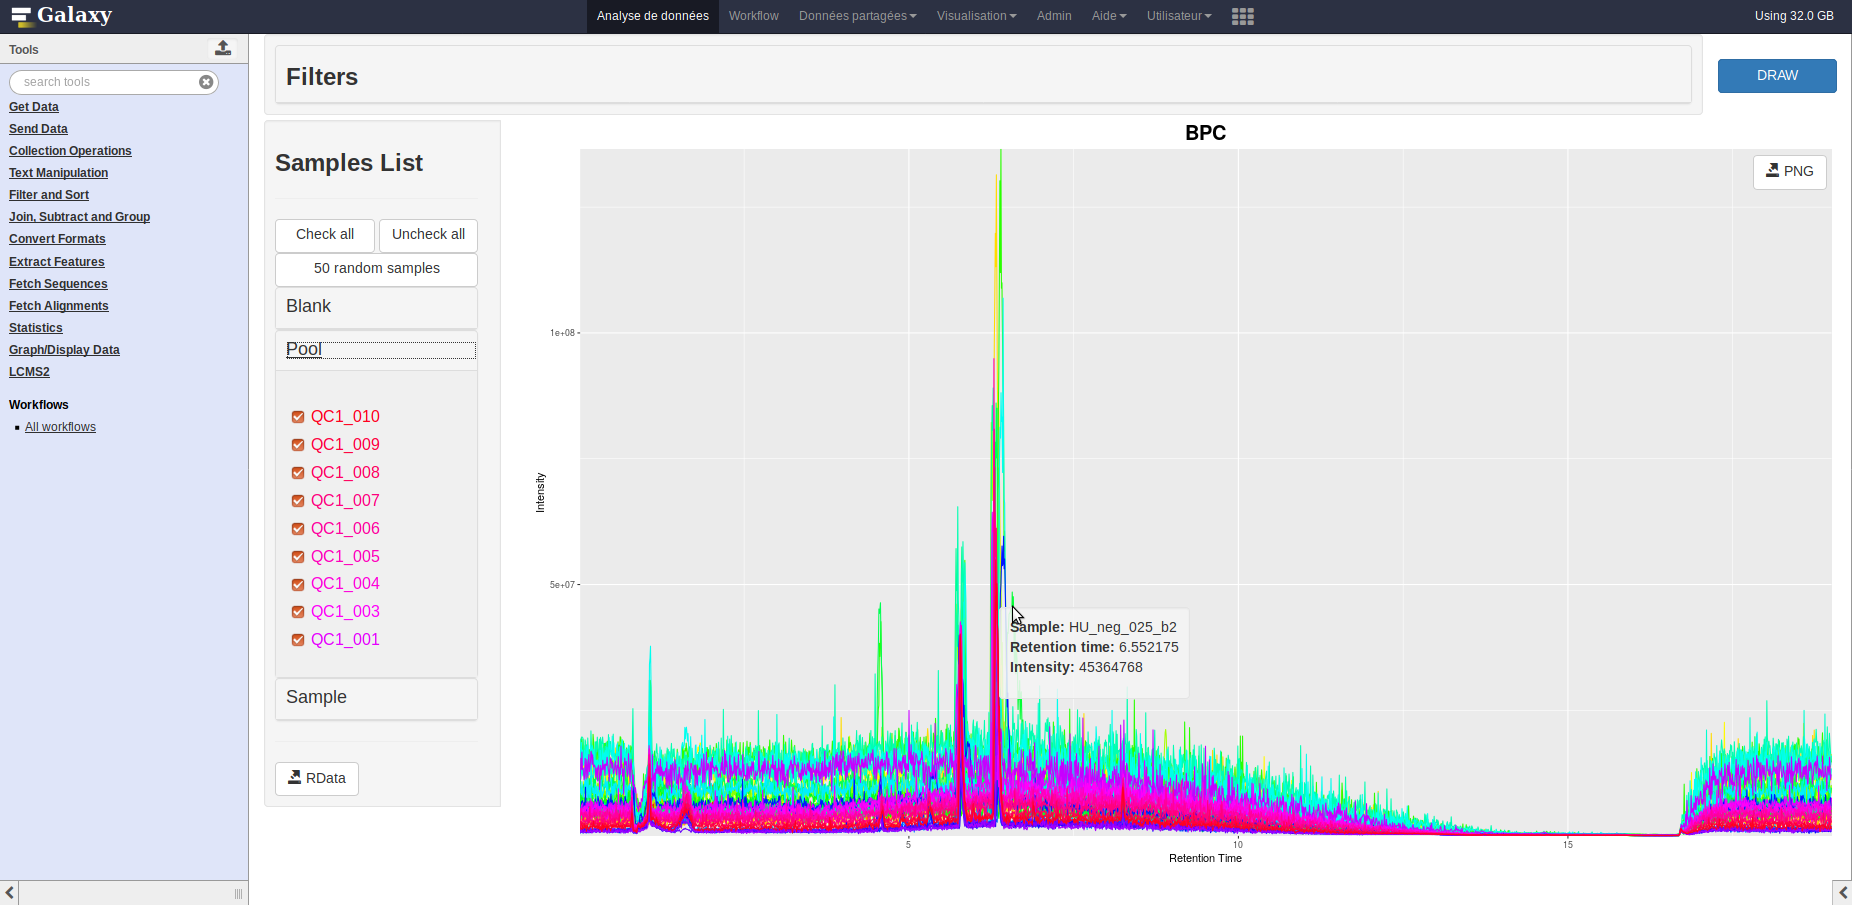 Galaxy
Analyse de données
Workflow
Données partagées
Visualisation
Admin
Aide
Utilisateur
Using 32.0 GB
Tools
search tools
Get Data
Send Data
Collection Operations
Text Manipulation
Filter and Sort
Join, Subtract and Group
Convert Formats
Extract Features
Fetch Sequences
Fetch Alignments
Statistics
Graph/Display Data
LCMS2
Workflows
All workflows
Filters
DRAW
Samples List
Check all
Uncheck all
50 random samples
Blank
Pool
QC1_010
QC1_009
QC1_008
QC1_007
QC1_006
QC1_005
QC1_004
QC1_003
QC1_001
Sample
RData
BPC
PNG
1e+08
5e+07
Intensity
Sample: HU_neg_025_b2
Retention time: 6.552175
Intensity: 45364768
5
10
15
Retention Time